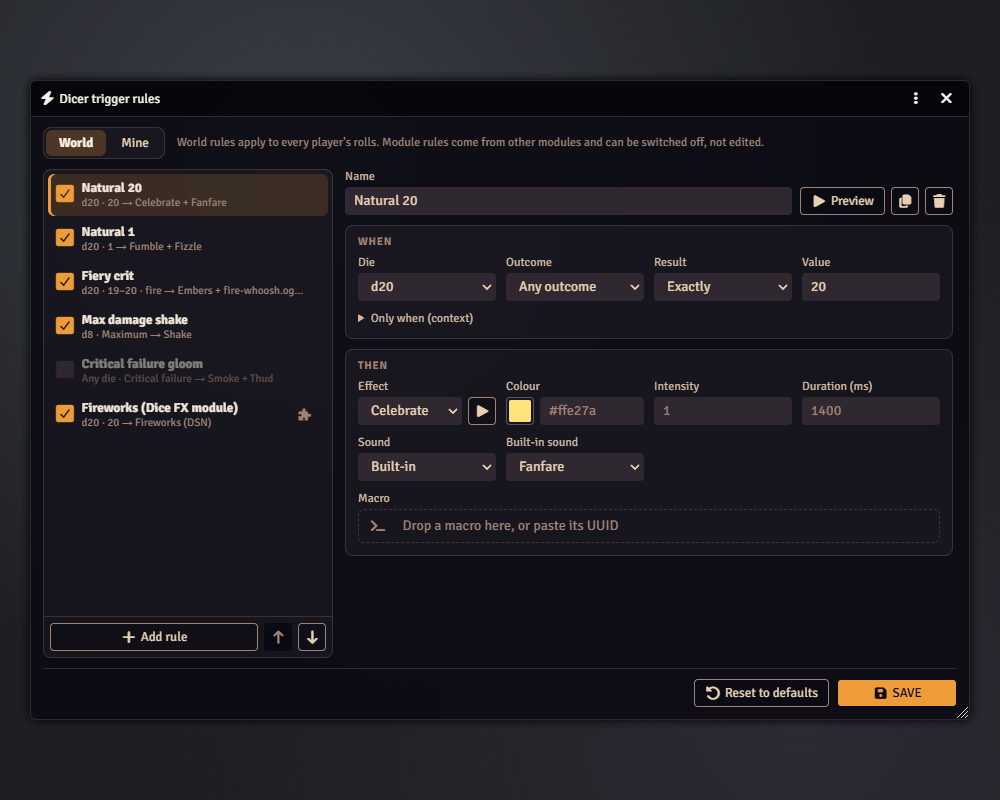 Dicer trigger rules
World Mine World rules apply to every player's rolls. Module rules come from other modules and can be switched off, not edited.
Natural 20
d20 · 20 → Celebrate + Fanfare
Natural 1
d20 · 1 → Fumble + Fizzle
Fiery crit
d20 · 19–20 · fire → Embers + fire-whoosh.og...
Max damage shake
d8 · Maximum → Shake
Critical failure gloom
Any die · Critical failure → Smoke + Thud
Fireworks (Dice FX module)
d20 · 20 → Fireworks (DSN)
Add rule
Name
Natural 20 Preview
WHEN
Die Outcome Result Value
d20 Any outcome Exactly 20
Only when (context)
THEN
Effect Colour Intensity Duration (ms)
Celebrate #ffe27a 1 1400
Sound Built-in sound
Built-in Fanfare
Macro
Drop a macro here, or paste its UUID
Reset to defaults SAVE